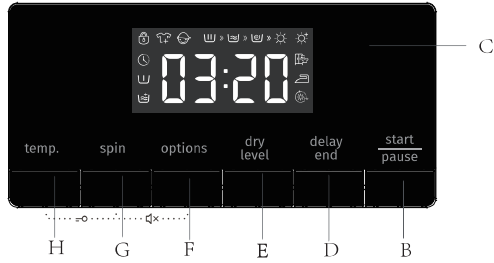 C
03:20
temp.
spin
options
dry
level
delay
end
start
pause
H
G
F
E
D
B